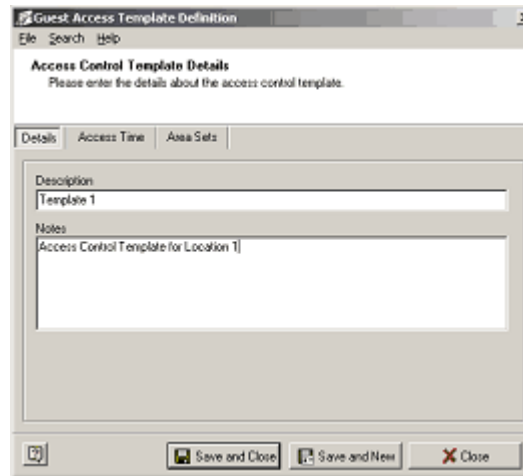 Guest Access Template Definition
File Search Help
Access Control Template Details
Please enter the details about the access control template.
Details Access Time Area Sets
Description
Template 1
Notes
Access Control Template for Location 1
Save and Close Save and New Close